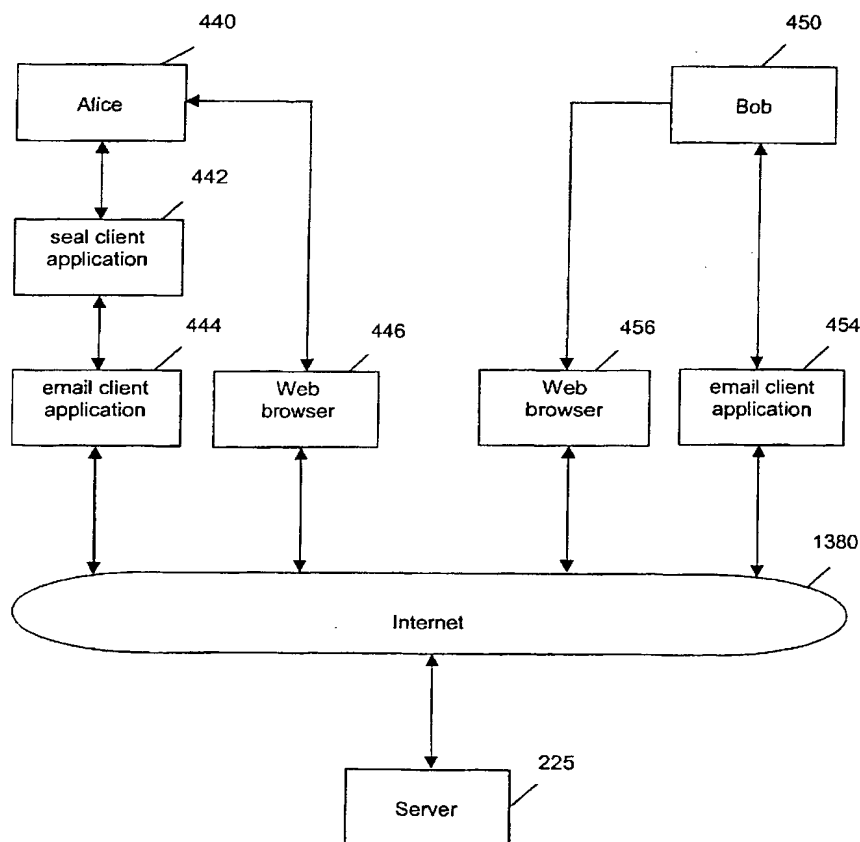 440
450
Alice
Bob
442
seal client
application
444
446
456
454
email client
application
Web
browser
Web
browser
email client
application
1380
Internet
225
Server